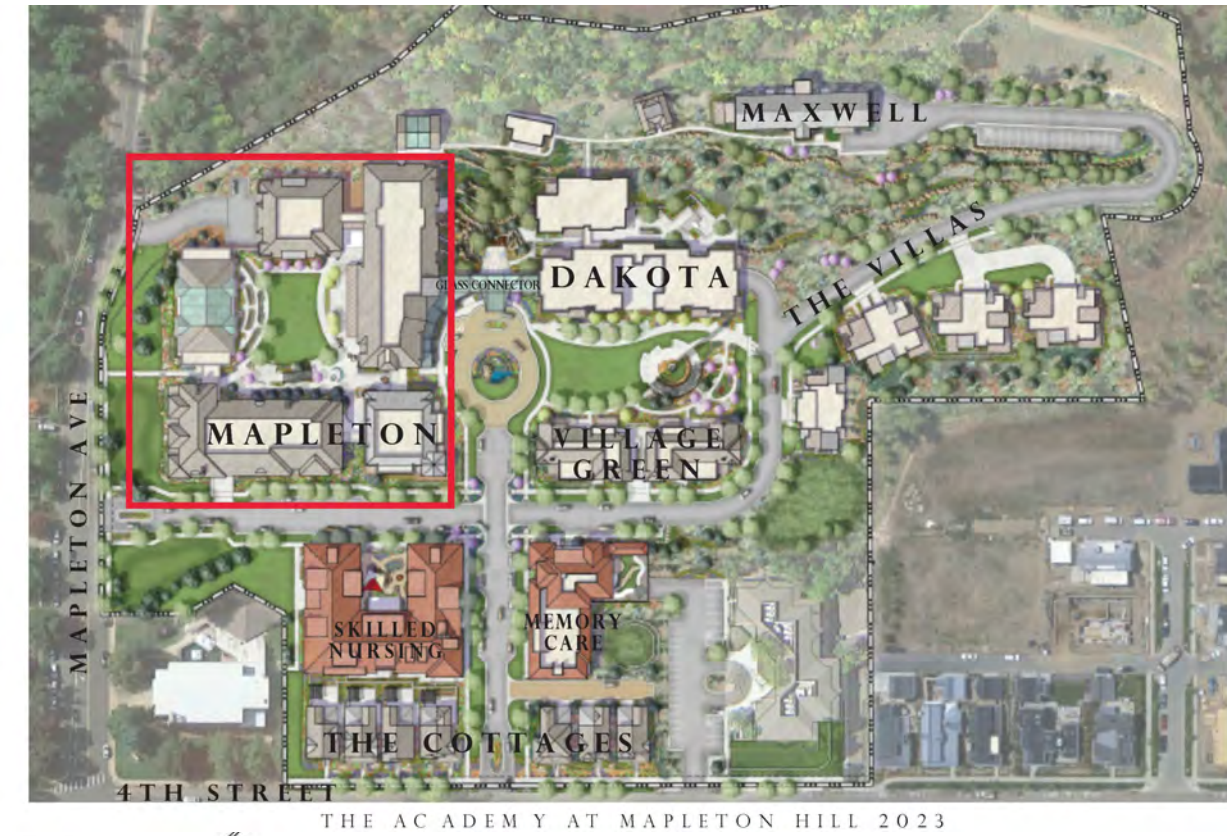 MAXWELL
THE VILLAS
GLASS CONNECTOR
DAKOTA
MAPLETON
VILLAGE
GREEN
MAPLETON AVE
SKILLED
NURSING
MEMORY
CARE
THE COTTAGES
4TH STREET
THE ACADEMY AT MAPLETON HILL 2023